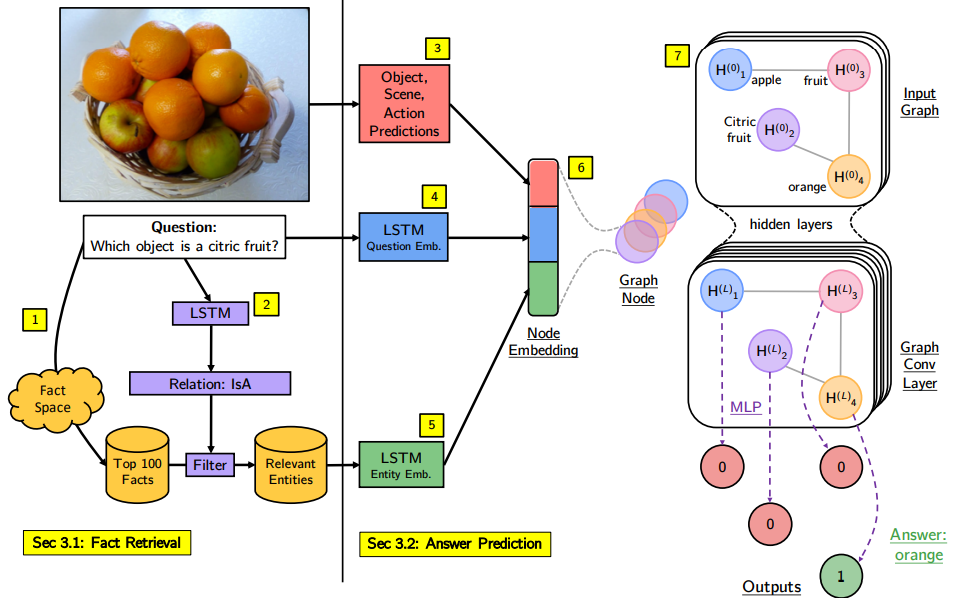 Question:
Which object is a citric fruit?
1
2
LSTM
Relation: IsA
Fact
Space
Top 100
Facts
Filter
Relevant
Entities
Sec 3.1: Fact Retrieval
3
Object,
Scene,
Action
Predictions
4
LSTM
Question Emb.
5
LSTM
Entity Emb.
Sec 3.2: Answer Prediction
6
Node
Embedding
Graph
Node
7
H⁽⁰⁾₁
apple
fruit
H⁽⁰⁾₃
Citric
fruit
H⁽⁰⁾₂
orange
H⁽⁰⁾₄
Input
Graph
hidden layers
H⁽ᴸ⁾₁
H⁽ᴸ⁾₃
H⁽ᴸ⁾₂
H⁽ᴸ⁾₄
Graph
Conv
Layer
MLP
0
0
0
1
Answer:
orange
Outputs